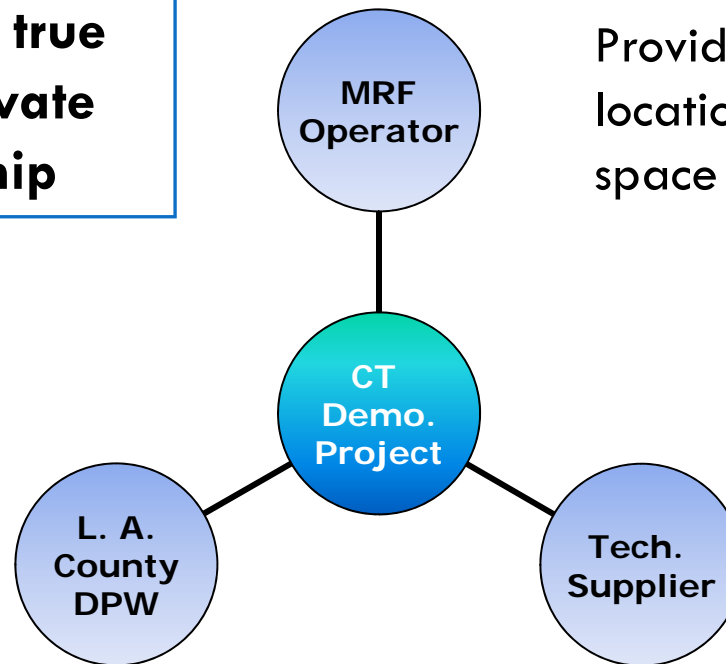 true
vate
hip
MRF
Operator
Provid
locatio
space
CT
Demo.
Project
L. A.
County
DPW
Tech.
Supplier